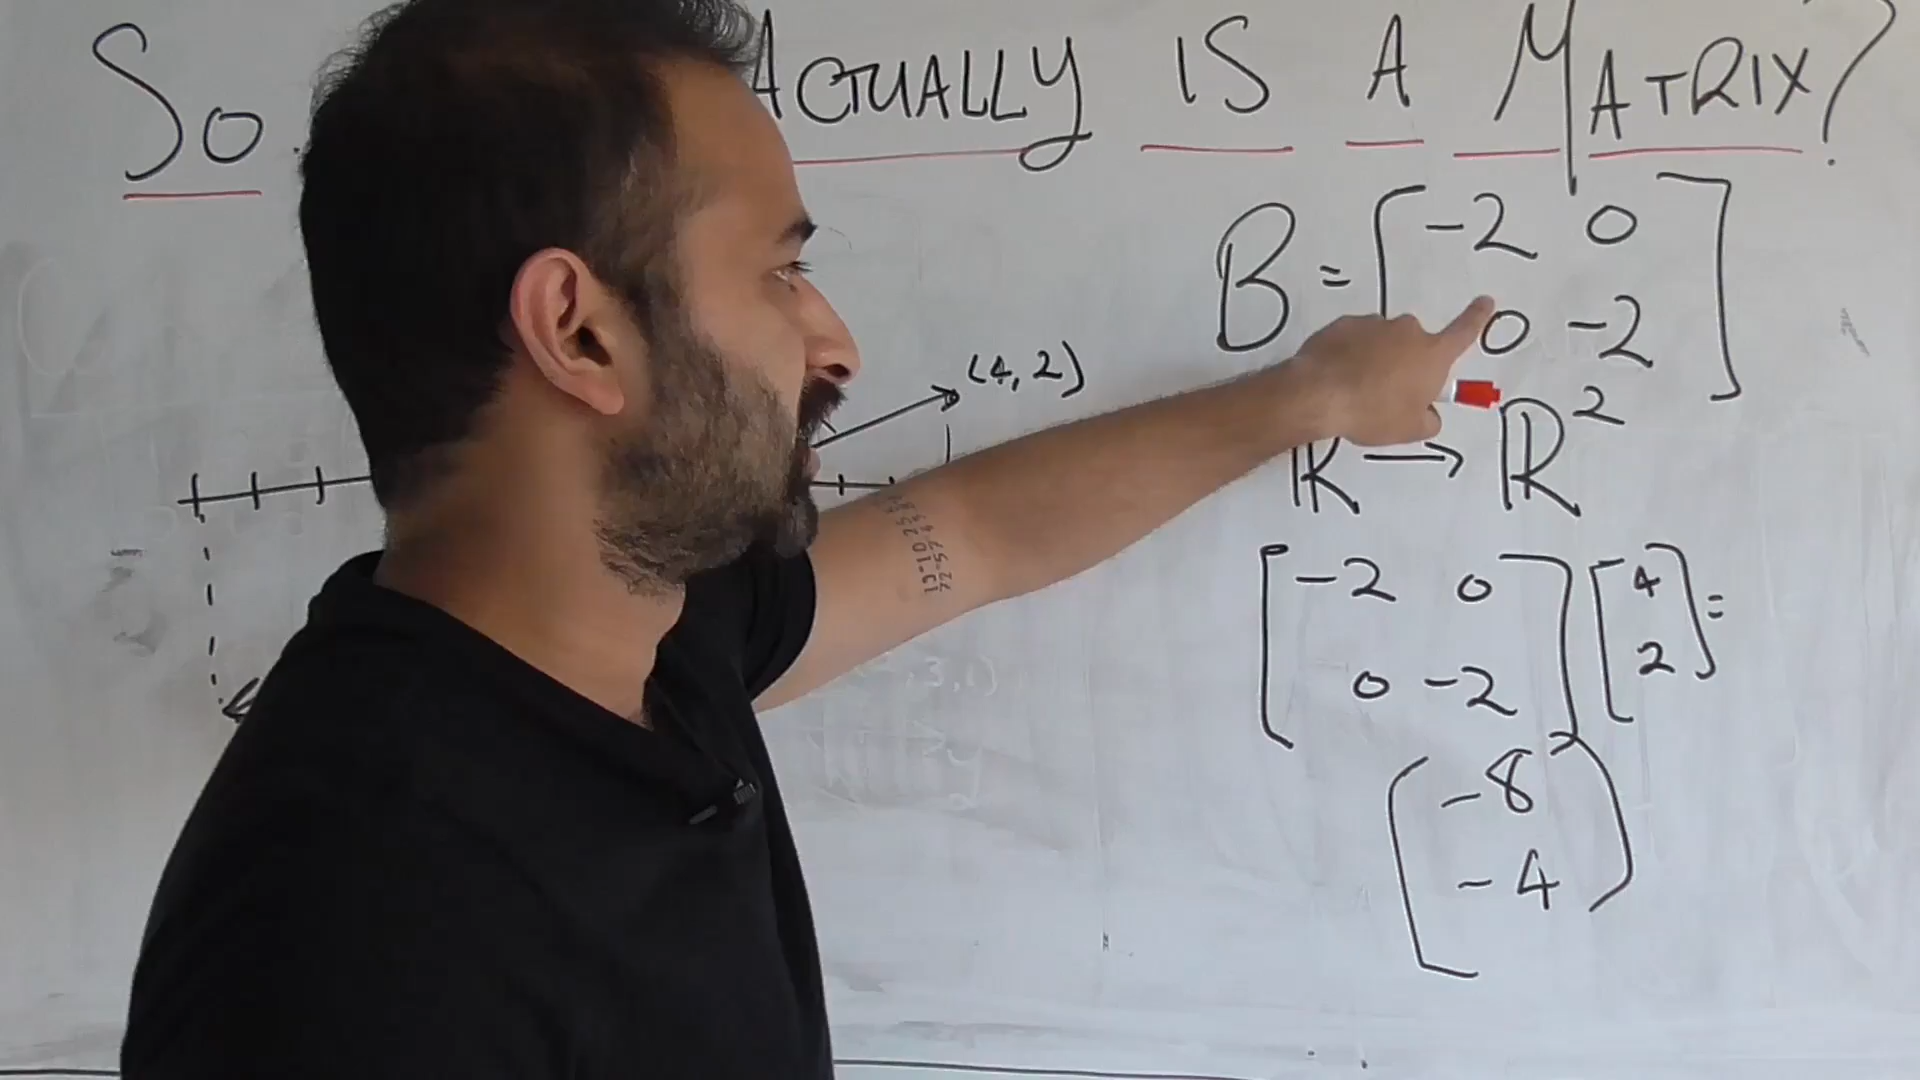 So ACTUALLY IS A MATRIX?
B = [ -2 0
0 -2 ]
(4, 2)
ℝ → ℝ²
[ -2 0
0 -2 ] [ 4
2 ] =
( -8
-4 )